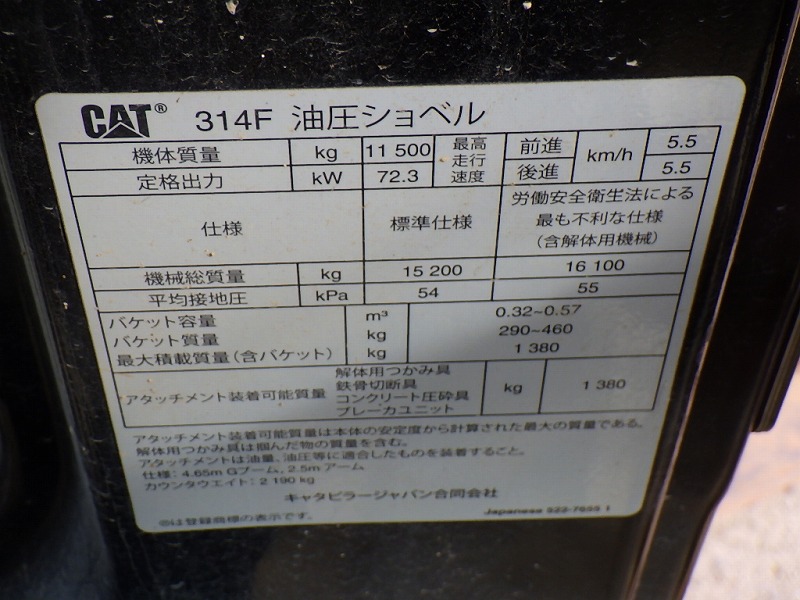 CAT® 314F 油圧ショベル
機体質量 kg 11 500 最高走行速度 前進 km/h 5.5
定格出力 kW 72.3 後進 5.5
仕様 標準仕様 労働安全衛生法による最も不利な仕様(含解体用機械)
機械総質量 kg 15 200 16 100
平均接地圧 kPa 54 55
バケット容量 m³ 0.32~0.57
バケット質量 kg 290~460
最大積載質量(含バケット) kg 1 380
アタッチメント装着可能質量 解体用つかみ具 kg 1 380
鉄骨切断具
コンクリート圧砕具
ブレーカユニット
アタッチメント装着可能質量は本体の安定度から計算された最大の質量である。
解体用つかみ具は掴んだ物の質量を含む。
アタッチメントは油量、油圧等に適合したものを装着すること。
仕様:4.65m Gブーム, 2.5m アーム
カウンタウエイト:2 190 kg
キャタピラージャパン合同会社
®は登録商標の表示です。
Japanese 523-7655 1